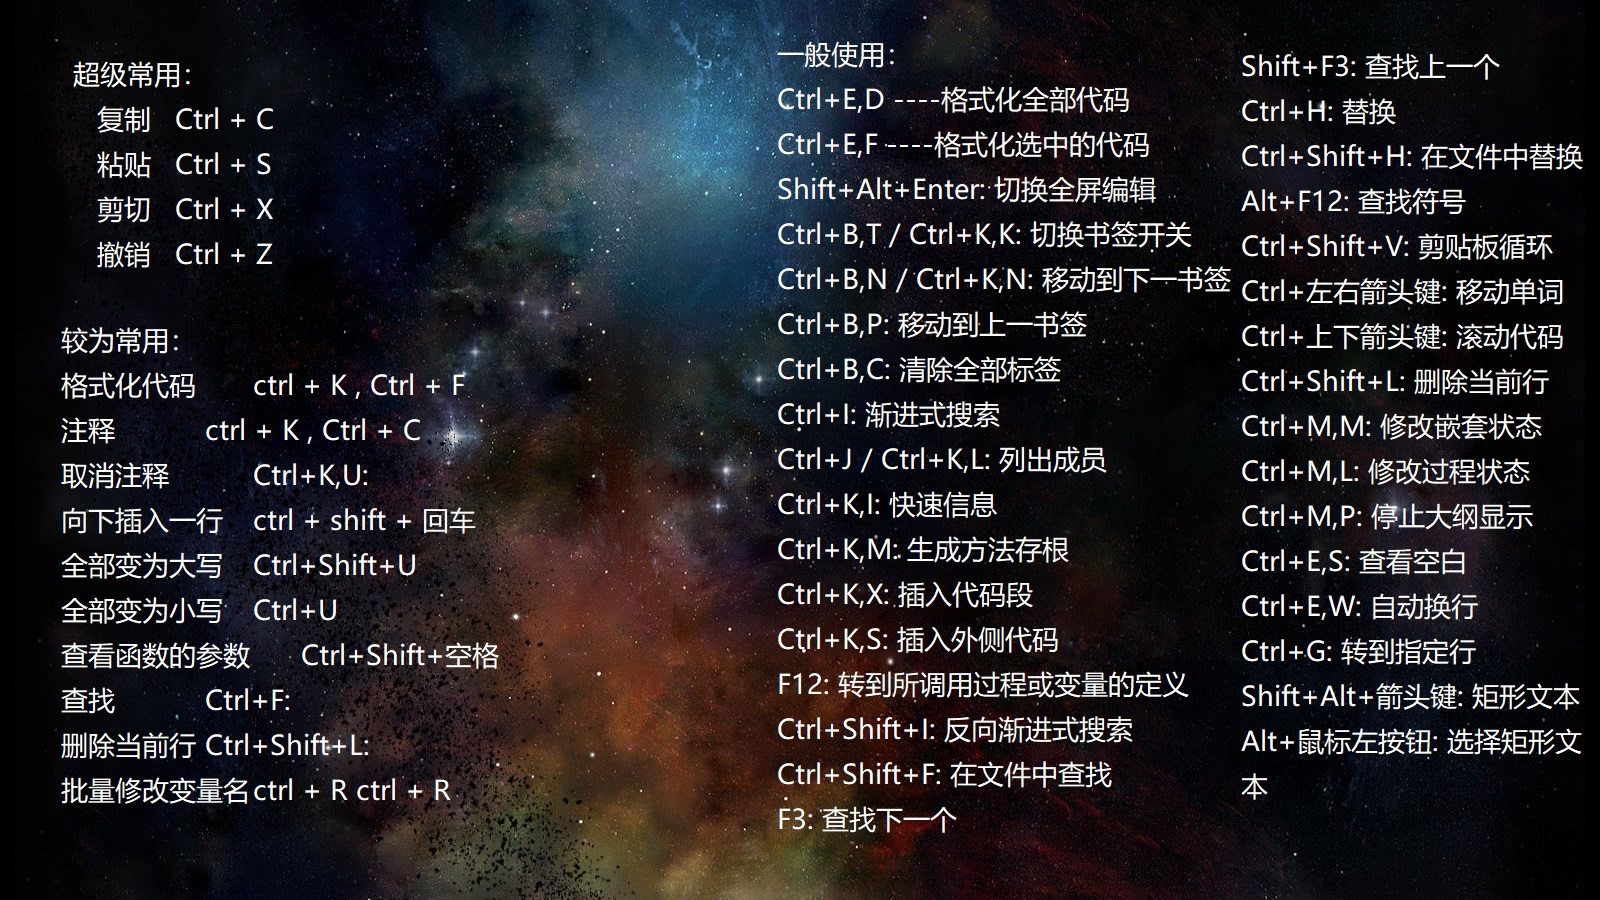 超级常用:
复制 Ctrl + C
粘贴 Ctrl + S
剪切 Ctrl + X
撤销 Ctrl + Z
较为常用:
格式化代码 ctrl + K , Ctrl + F
注释 ctrl + K , Ctrl + C
取消注释 Ctrl+K,U:
向下插入一行 ctrl + shift + 回车
全部变为大写 Ctrl+Shift+U
全部变为小写 Ctrl+U
查看函数的参数 Ctrl+Shift+空格
查找 Ctrl+F:
删除当前行 Ctrl+Shift+L:
批量修改变量名 ctrl + R ctrl + R
一般使用:
Ctrl+E,D ----格式化全部代码
Ctrl+E,F ----格式化选中的代码
Shift+Alt+Enter: 切换全屏编辑
Ctrl+B,T / Ctrl+K,K: 切换书签开关
Ctrl+B,N / Ctrl+K,N: 移动到下一书签
Ctrl+B,P: 移动到上一书签
Ctrl+B,C: 清除全部标签
Ctrl+I: 渐进式搜索
Ctrl+J / Ctrl+K,L: 列出成员
Ctrl+K,I: 快速信息
Ctrl+K,M: 生成方法存根
Ctrl+K,X: 插入代码段
Ctrl+K,S: 插入外侧代码
F12: 转到所调用过程或变量的定义
Ctrl+Shift+I: 反向渐进式搜索
Ctrl+Shift+F: 在文件中查找
F3: 查找下一个
Shift+F3: 查找上一个
Ctrl+H: 替换
Ctrl+Shift+H: 在文件中替换
Alt+F12: 查找符号
Ctrl+Shift+V: 剪贴板循环
Ctrl+左右箭头键: 移动单词
Ctrl+上下箭头键: 滚动代码
Ctrl+Shift+L: 删除当前行
Ctrl+M,M: 修改嵌套状态
Ctrl+M,L: 修改过程状态
Ctrl+M,P: 停止大纲显示
Ctrl+E,S: 查看空白
Ctrl+E,W: 自动换行
Ctrl+G: 转到指定行
Shift+Alt+箭头键: 矩形文本
Alt+鼠标左按钮: 选择矩形文
本